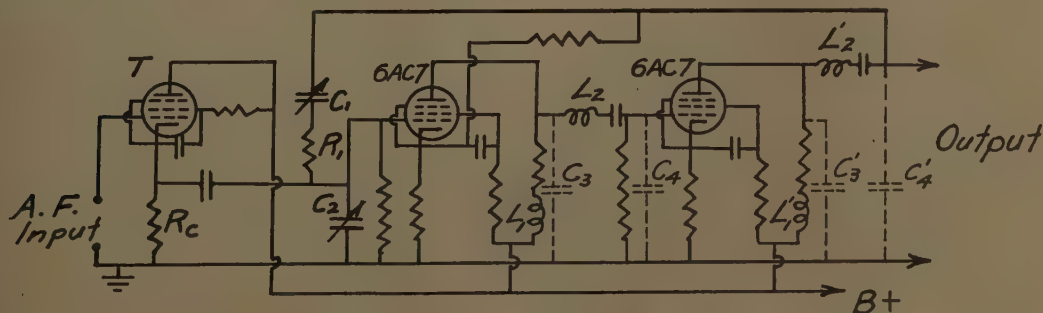 T
6AC7
C₁
R₁
C₂
Rc
A.F.
Input
L₁
L₂
C₃
C₄
6AC7
L'₁
L'₂
C'₃
C'₄
Output
B+